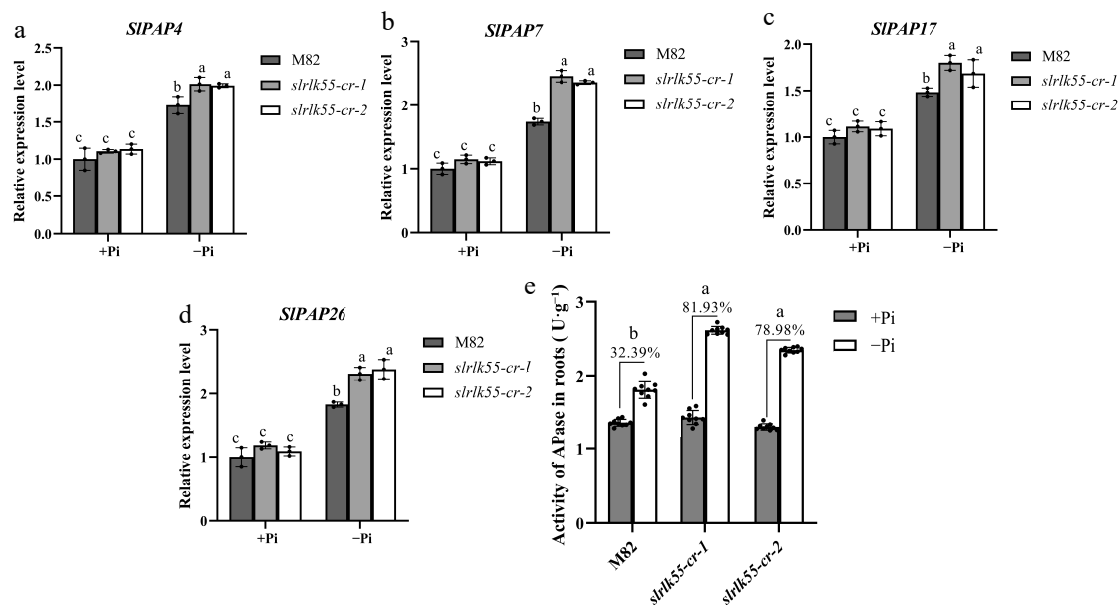 a
SlPAP4
Relative expression level
2.5
2.0
1.5
1.0
0.5
0.0
c c c
b a a
+Pi −Pi
M82
slrlk55-cr-1
slrlk55-cr-2
b
SlPAP7
Relative expression level
3
2
1
0
c c c
b a a
+Pi −Pi
M82
slrlk55-cr-1
slrlk55-cr-2
c
SlPAP17
Relative expression level
2.0
1.5
1.0
0.5
0.0
c c c
b a a
+Pi −Pi
M82
slrlk55-cr-1
slrlk55-cr-2
d
SlPAP26
Relative expression level
3
2
1
0
c c c
b a a
+Pi −Pi
M82
slrlk55-cr-1
slrlk55-cr-2
e
Activity of APase in roots ( U·g⁻¹)
3
2
1
0
b
32.39%
a
81.93%
a
78.98%
M82
slrlk55-cr-1
slrlk55-cr-2
+Pi
−Pi